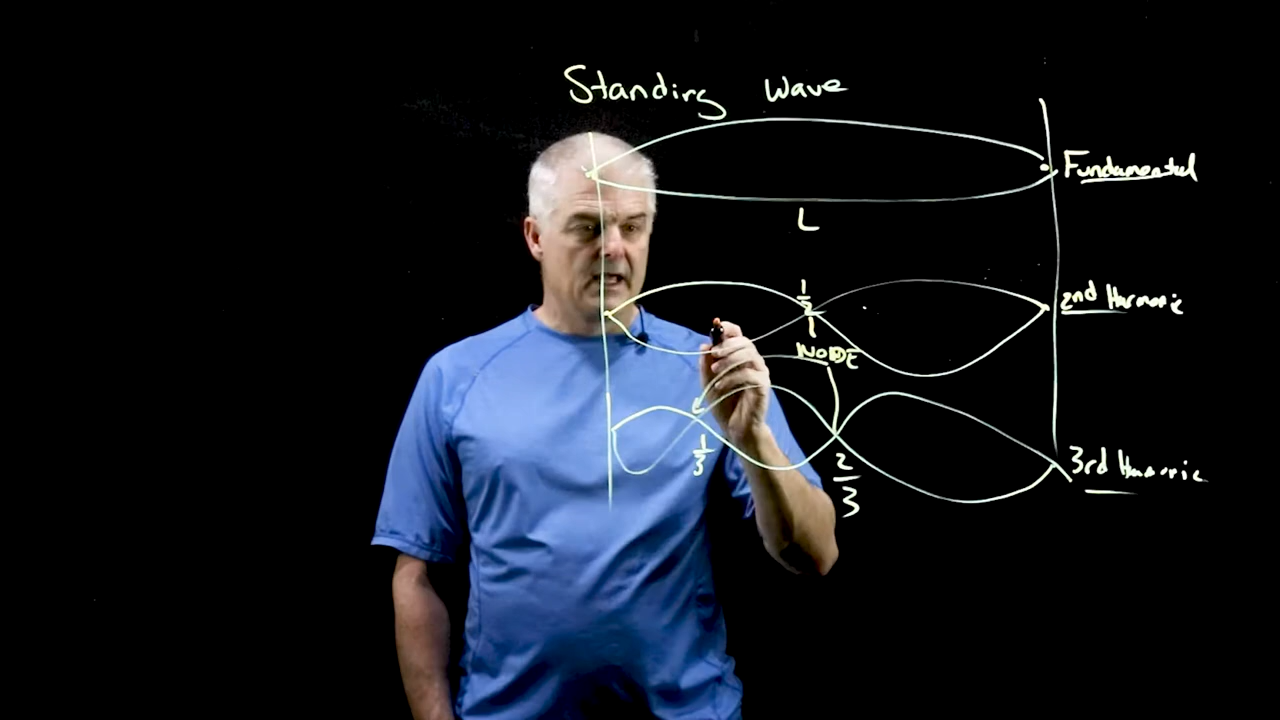 Standing Wave
Fundamental
L
1/2
2nd Harmonic
NODE
1/3
2/3
3rd Harmonic